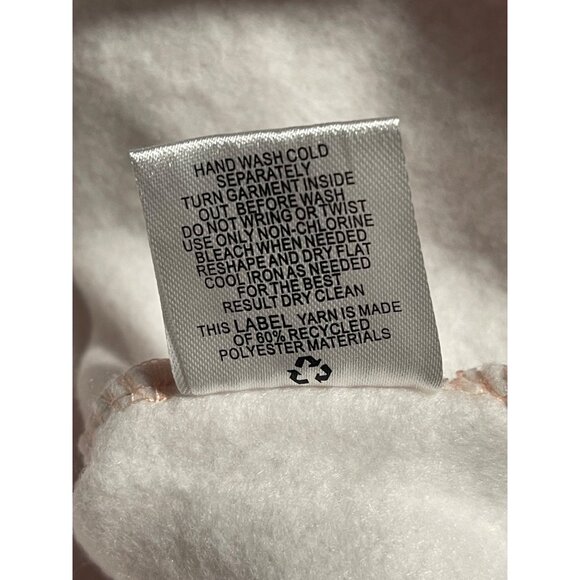 HAND WASH COLD
SEPARATELY
TURN GARMENT INSIDE
OUT, BEFORE WASH
DO NOT WRING OR TWIST
USE ONLY NON-CHLORINE
BLEACH WHEN NEEDED
RESHAPE AND DRY FLAT
COOL IRON AS NEEDED
FOR THE BEST
RESULT DRY CLEAN
THIS LABEL YARN IS MADE
OF 60% RECYCLED
POLYESTER MATERIALS